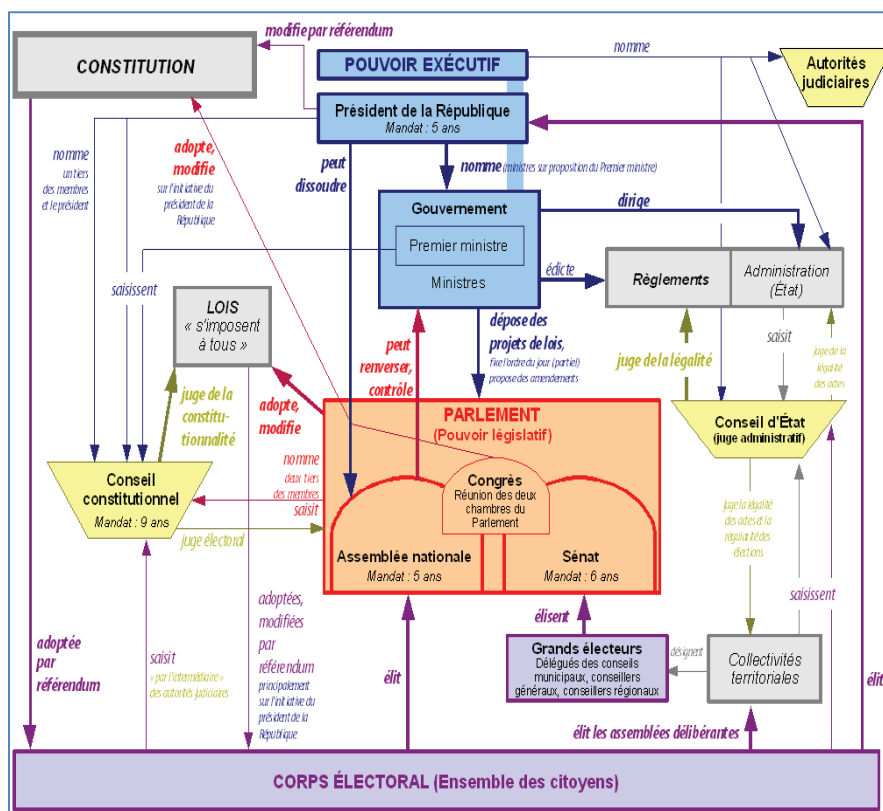 modifie par référendum
CONSTITUTION
POUVOIR EXÉCUTIF
nomme
Autorités
judiciaires
Président de la République
Mandat : 5 ans
nomme
un tiers
des membres
et le président
adopte,
modifie
sur l'initiative du
président de la
République
peut
dissoudre
nomme (ministres sur proposition du Premier ministre)
Gouvernement
Premier ministre
Ministres
dirige
édicte
Règlements
Administration
(État)
saisissent
LOIS
« s'imposent
à tous »
peut
renverser,
contrôle
dépose des
projets de lois,
fixe l'ordre du jour (partiel)
propose des amendements
juge de la légalité
saisit
juge de la
légalité
des actes
juge de la
constitu-
tionnalité
adopte,
modifie
PARLEMENT
(Pouvoir législatif)
Conseil d'État
(juge administratif)
Conseil
constitutionnel
Mandat : 9 ans
nomme
deux tiers
des membres
saisit
Congrès
Réunion des deux
chambres du
Parlement
juge électoral
Assemblée nationale
Mandat : 5 ans
Sénat
Mandat : 6 ans
juge la légalité
des actes et la
régularité des
élections
saisissent
adoptée
par
référendum
saisit
« par l'intermédiaire »
des autorités judiciaires
adoptées,
modifiées
par
référendum
principalement
sur l'initiative du
président de la
République
élit
élisent
Grands électeurs
Délégués des conseils
municipaux, conseillers
généraux, conseillers régionaux
désignent
Collectivités
territoriales
élit
élit les assemblées délibérantes
CORPS ÉLECTORAL (Ensemble des citoyens)